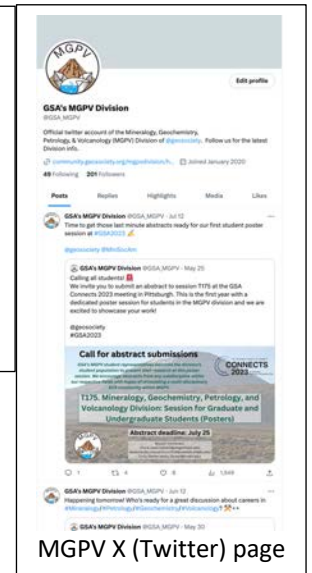 MGPV
Edit profile
GSA's MGPV Division
@GSA_MGPV
Official twitter account of the Mineralogy, Geochemistry,
Petrology, & Volcanology (MGPV) Division of @geosociety. Follow us for the latest
Division info.
community.geosociety.org/mgpvdivision/h... Joined January 2020
49 Following 201 Followers
Posts Replies Highlights Media Likes
GSA's MGPV Division @GSA_MGPV · Jul 12
Time to get those last minute abstracts ready for our first student poster
session at #GSA2023
@geosociety @MinSocAm
GSA's MGPV Division @GSA_MGPV · May 25
Calling all students!
We invite you to submit an abstract to session T175 at the GSA
Connects 2023 meeting in Pittsburgh. This is the first year with a
dedicated poster session for students in the MGPV division and we are
excited to showcase your work!
@geosociety
#GSA2023
Call for abstract submissions
CONNECTS
2023
T175. Mineralogy, Geochemistry, Petrology, and
Volcanology Division: Session for Graduate and
Undergraduate Students (Posters)
Abstract deadline: July 25
1 4 6 1,549
GSA's MGPV Division @GSA_MGPV · Jun 12
Happening tomorrow! Who's ready for a great discussion about careers in
#Mineralogy/#Petrology/#Geochemistry/#Volcanology?
GSA's MGPV Division @GSA_MGPV · May 30
MGPV X (Twitter) page